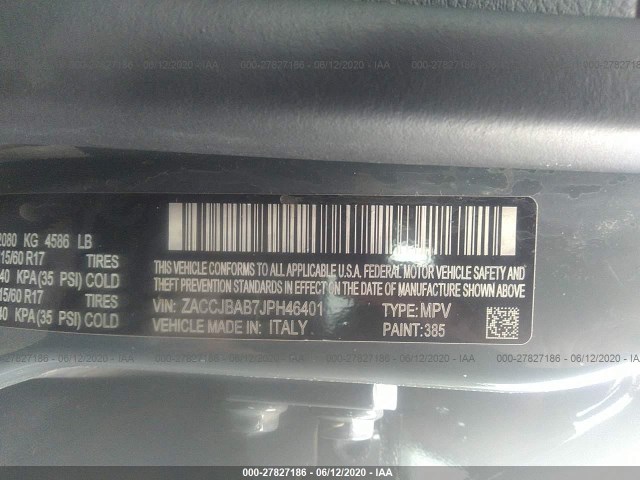 000-27827186 - 06/12/2020 - IAA
2080 KG 4586 LB
15/60 R17 TIRES
40 KPA(35 PSI) COLD
15/60 R17 TIRES
40 KPA(35 PSI) COLD
THIS VEHICLE CONFORMS TO ALL APPLICABLE U.S.A. FEDERAL MOTOR VEHICLE SAFETY AND
THEFT PREVENTION STANDARDS IN EFFECT ON THE DATE OF MANUFACTURE SHOWN ABOVE.
VIN: ZACCJBAB7JPH46401 TYPE: MPV
VEHICLE MADE IN: ITALY PAINT: 385
000-27827186 - 06/12/2020 - IAA
000-27827186 - 06/12/2020 - IAA
000-27827186 - 06/12/2020 - IAA